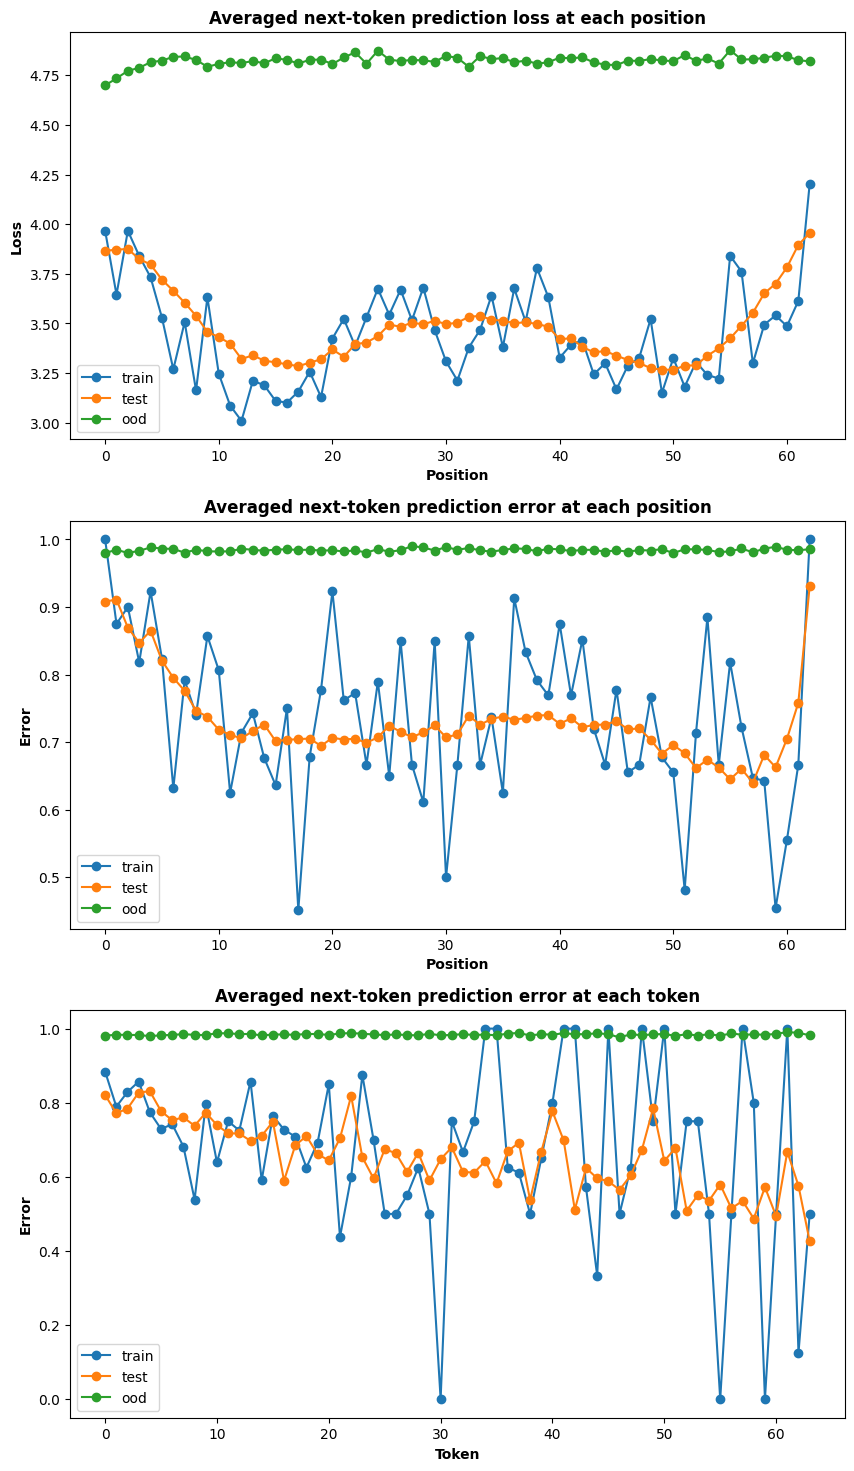 Averaged next-token prediction loss at each position
4.75
4.50
4.25
4.00
3.75
3.50
3.25
3.00
Loss
train
test
ood
0 10 20 30 40 50 60
Position
Averaged next-token prediction error at each position
1.0
0.9
0.8
0.7
0.6
0.5
Error
train
test
ood
0 10 20 30 40 50 60
Position
Averaged next-token prediction error at each token
1.0
0.8
0.6
0.4
0.2
0.0
Error
train
test
ood
0 10 20 30 40 50 60
Token